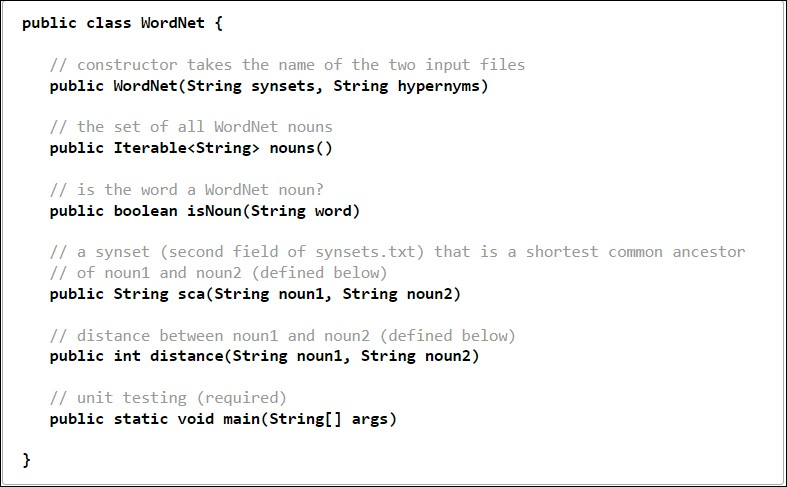 public class WordNet {
// constructor takes the name of the two input files
public WordNet(String synsets, String hypernyms)
// the set of all WordNet nouns
public Iterable<String> nouns()
// is the word a WordNet noun?
public boolean isNoun(String word)
// a synset (second field of synsets.txt) that is a shortest common ancestor
// of noun1 and noun2 (defined below)
public String sca(String noun1, String noun2)
// distance between noun1 and noun2 (defined below)
public int distance(String noun1, String noun2)
// unit testing (required)
public static void main(String[] args)
}